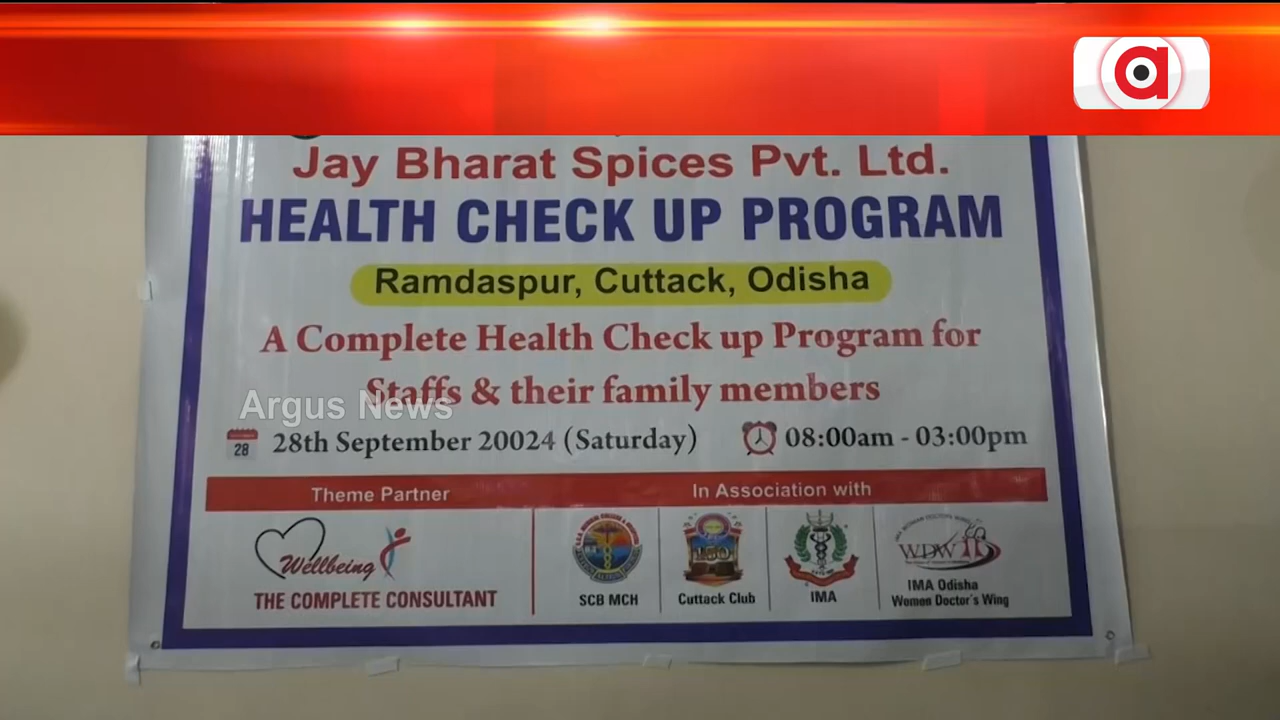 a
Jay Bharat Spices Pvt. Ltd.
HEALTH CHECK UP PROGRAM
Ramdaspur, Cuttack, Odisha
A Complete Health Check up Program for
Staffs & their family members
Argus News
28 28th September 20024 (Saturday) 08:00am - 03:00pm
Theme Partner In Association with
Wellbeing
WDW
THE COMPLETE CONSULTANT
SCB MCH Cuttack Club IMA IMA Odisha
Women Doctor's Wing